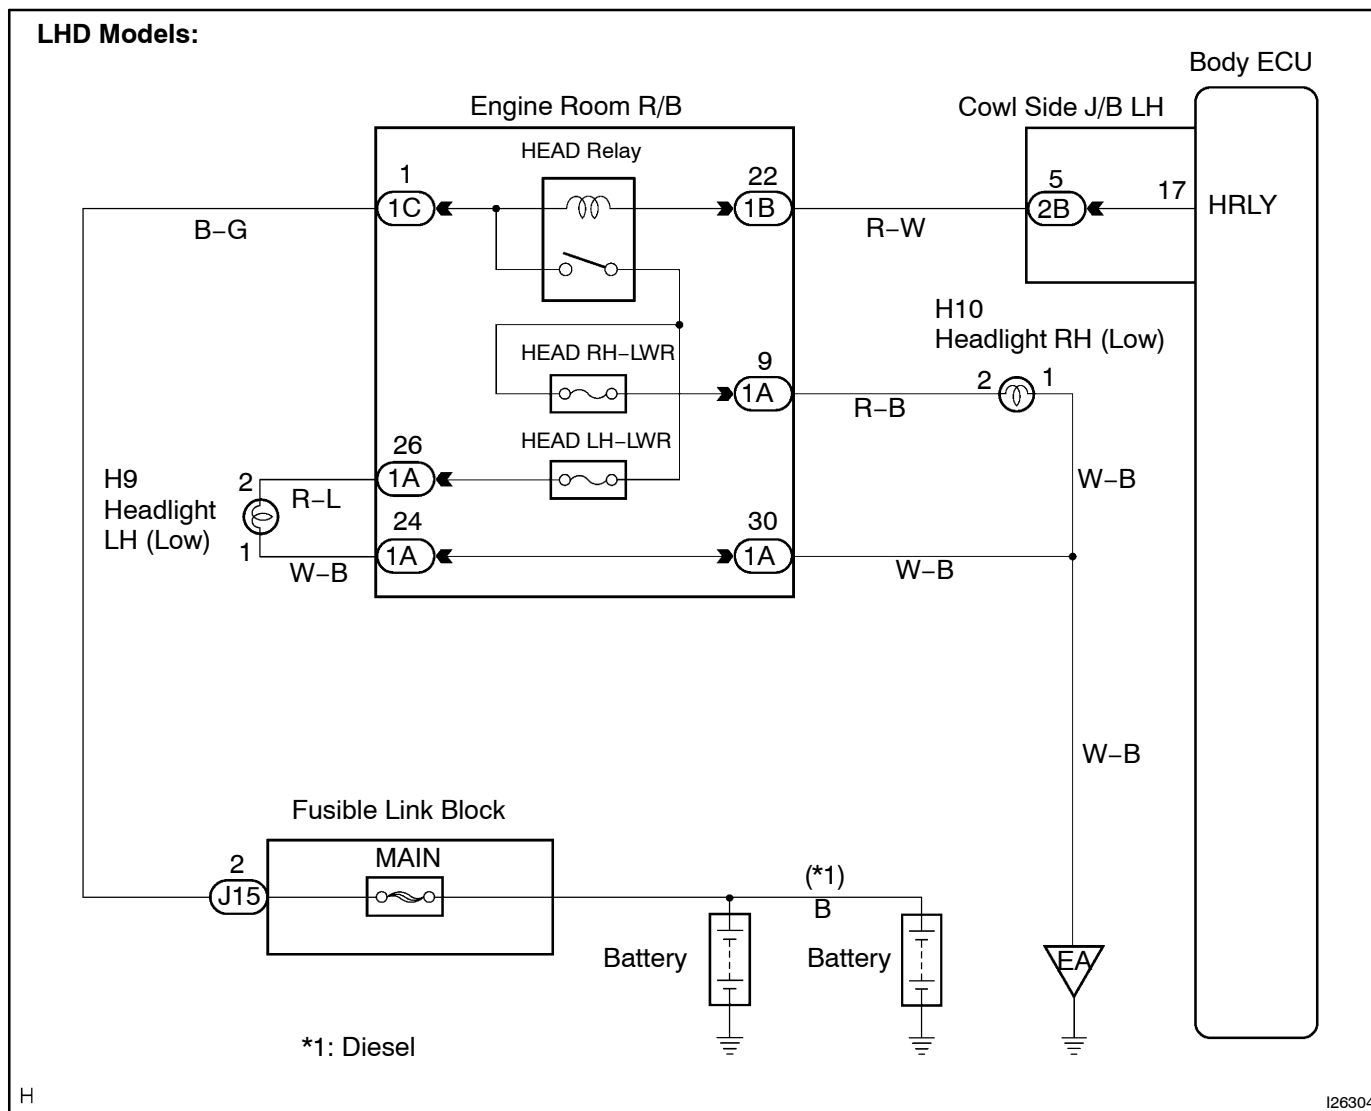 LHD Models:
Body ECU
Engine Room R/B
Cowl Side J/B LH
HEAD Relay
1
22
5
17
1C
1B
2B
HRLY
B–G
R–W
H10
Headlight RH (Low)
HEAD RH–LWR
9
2
1
1A
R–B
HEAD LH–LWR
26
H9
Headlight
LH (Low)
2
R–L
1A
W–B
24
30
1
1A
1A
W–B
W–B
W–B
Fusible Link Block
MAIN
2
J15
(*1)
B
Battery
Battery
EA
*1: Diesel
H
I26304